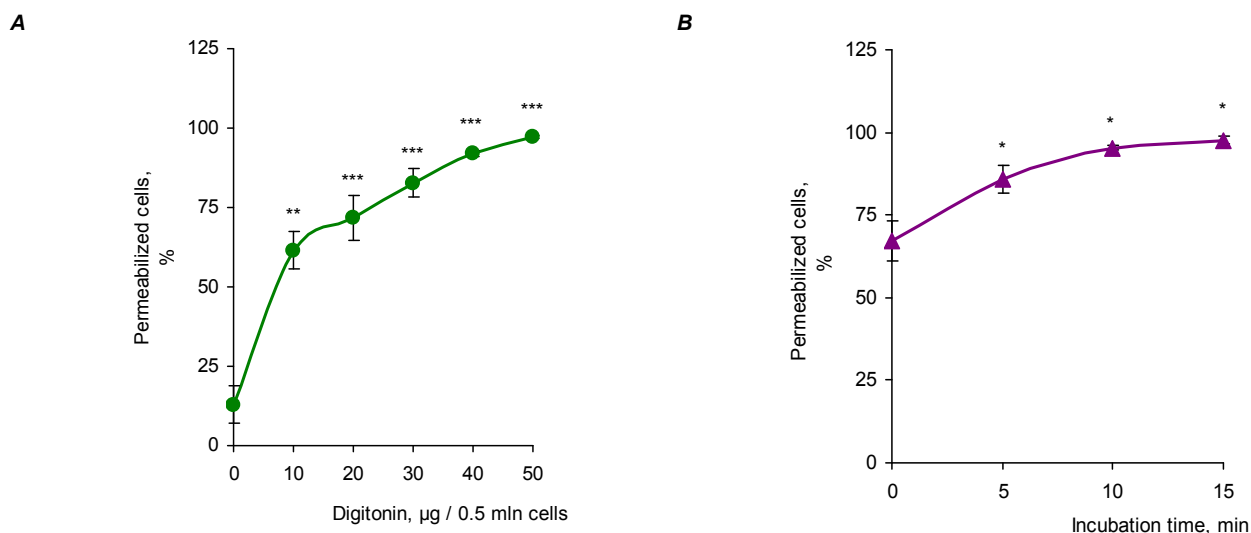 A
125
100
75
50
25
0
Permeabilized cells,
%
**
***
***
***
***
0 10 20 30 40 50
Digitonin, µg / 0.5 mln cells
B
125
100
75
50
25
0
Permeabilized cells,
%
*
*
*
0 5 10 15
Incubation time, min